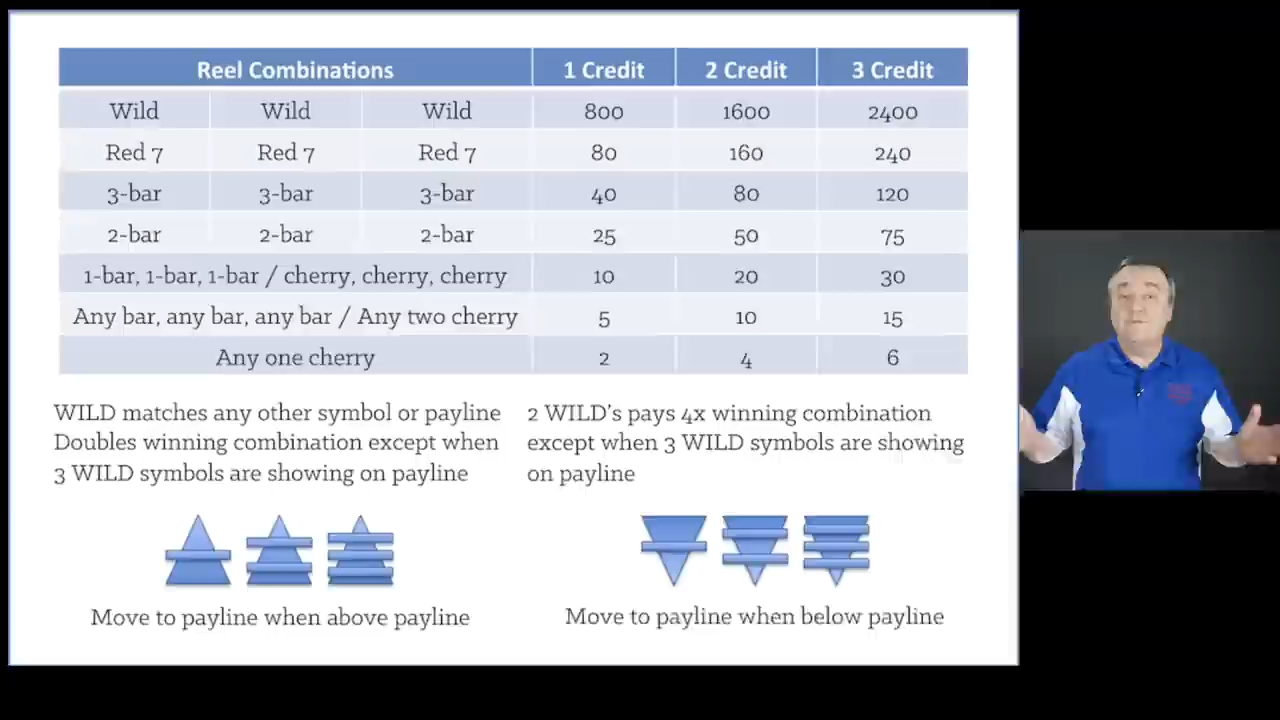 Reel Combinations 1 Credit 2 Credit 3 Credit
Wild Wild Wild 800 1600 2400
Red 7 Red 7 Red 7 80 160 240
3-bar 3-bar 3-bar 40 80 120
2-bar 2-bar 2-bar 25 50 75
1-bar, 1-bar, 1-bar / cherry, cherry, cherry 10 20 30
Any bar, any bar, any bar / Any two cherry 5 10 15
Any one cherry 2 4 6
WILD matches any other symbol or payline
Doubles winning combination except when
3 WILD symbols are showing on payline
2 WILD's pays 4x winning combination
except when 3 WILD symbols are showing
on payline
Move to payline when above payline
Move to payline when below payline